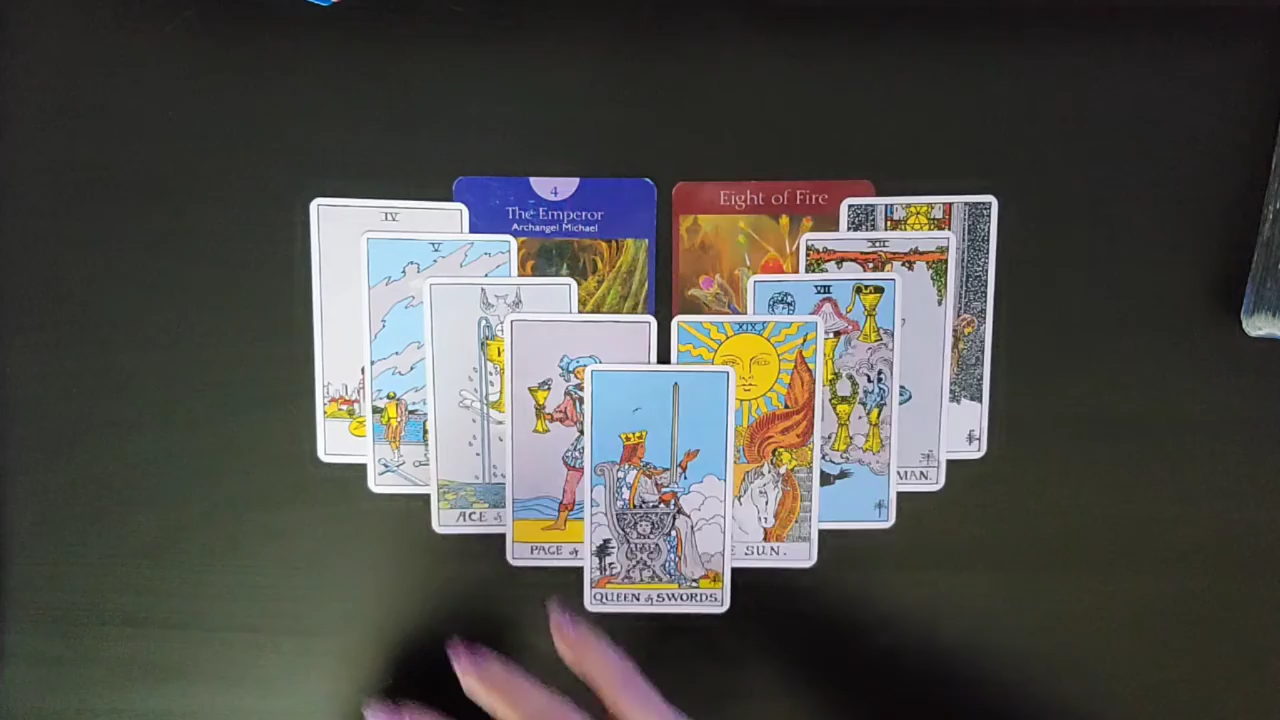 IV
4
The Emperor
Archangel Michael
Eight of Fire
V
XII
VII
XIX
ACE of
PAGE of
E SUN.
MAN.
QUEEN of SWORDS.